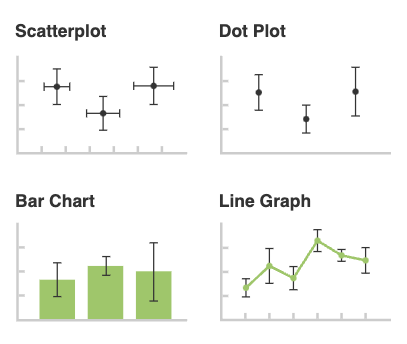 Scatterplot
Dot Plot
Bar Chart
Line Graph